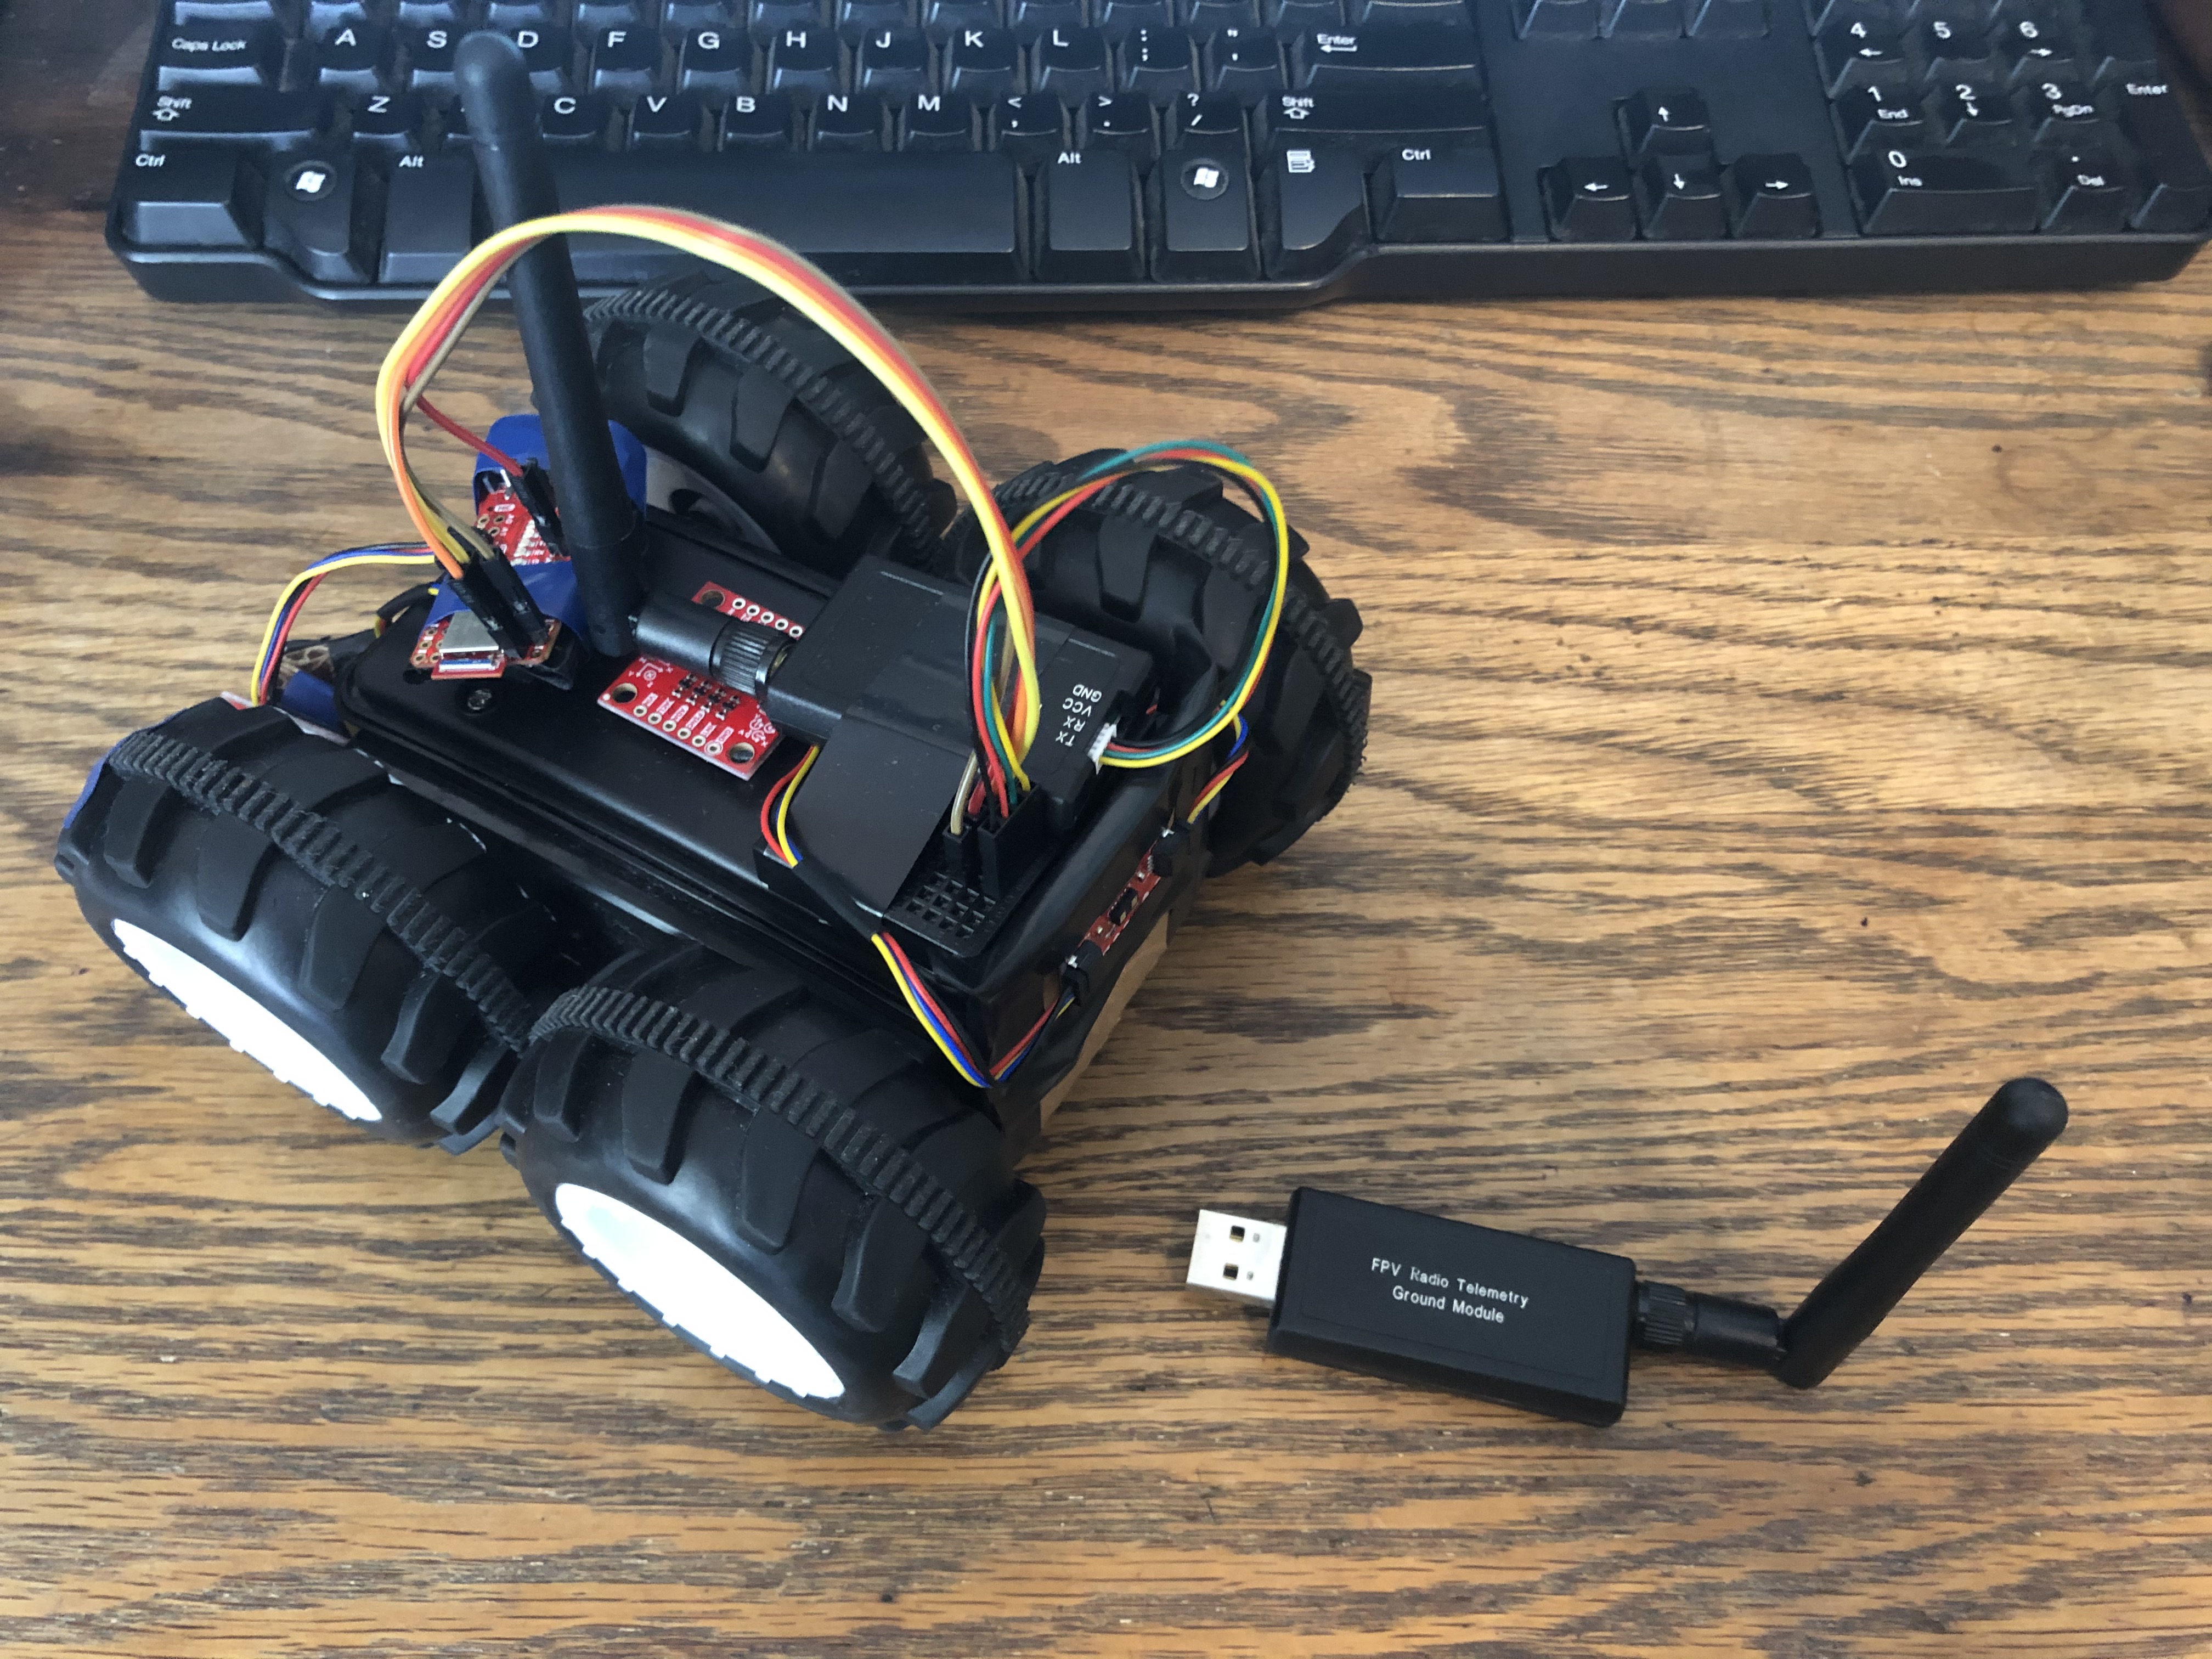 Caps Lock
A
S
D
F
G
H
J
K
L
:
;
"
'
Enter
4
5
6
Shift
Z
C
V
B
N
M
<
,
>
.
?
/
Shift
1
End
2
3
PgDn
Enter
Ctrl
Alt
Alt
Ctrl
0
Ins
.
Del
GND
VCC
RX
TX
FPV Radio Telemetry
Ground Module